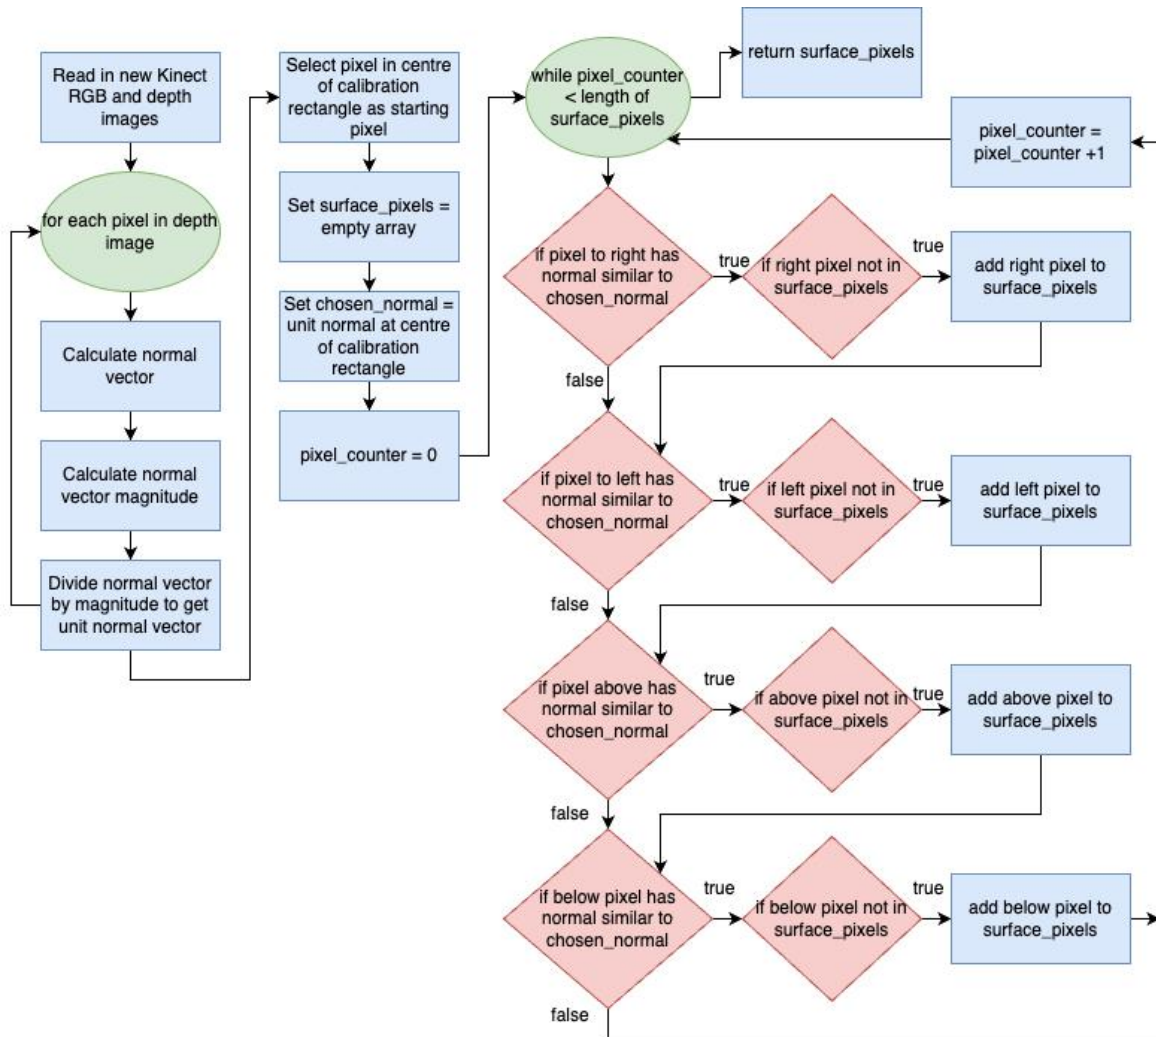 Read in new Kinect
RGB and depth
images
for each pixel in depth
image
Calculate normal
vector
Calculate normal
vector magnitude
Divide normal vector
by magnitude to get
unit normal vector
Select pixel in centre
of calibration
rectangle as starting
pixel
Set surface_pixels =
empty array
Set chosen_normal =
unit normal at centre
of calibration
rectangle
pixel_counter = 0
while pixel_counter
< length of
surface_pixels
return surface_pixels
pixel_counter =
pixel_counter +1
if pixel to right has
normal similar to
chosen_normal
true
if right pixel not in
surface_pixels
true
add right pixel to
surface_pixels
false
if pixel to left has
normal similar to
chosen_normal
true
if left pixel not in
surface_pixels
true
add left pixel to
surface_pixels
false
if pixel above has
normal similar to
chosen_normal
true
if above pixel not in
surface_pixels
true
add above pixel to
surface_pixels
false
if below pixel has
normal similar to
chosen_normal
true
if below pixel not in
surface_pixels
true
add below pixel to
surface_pixels
false